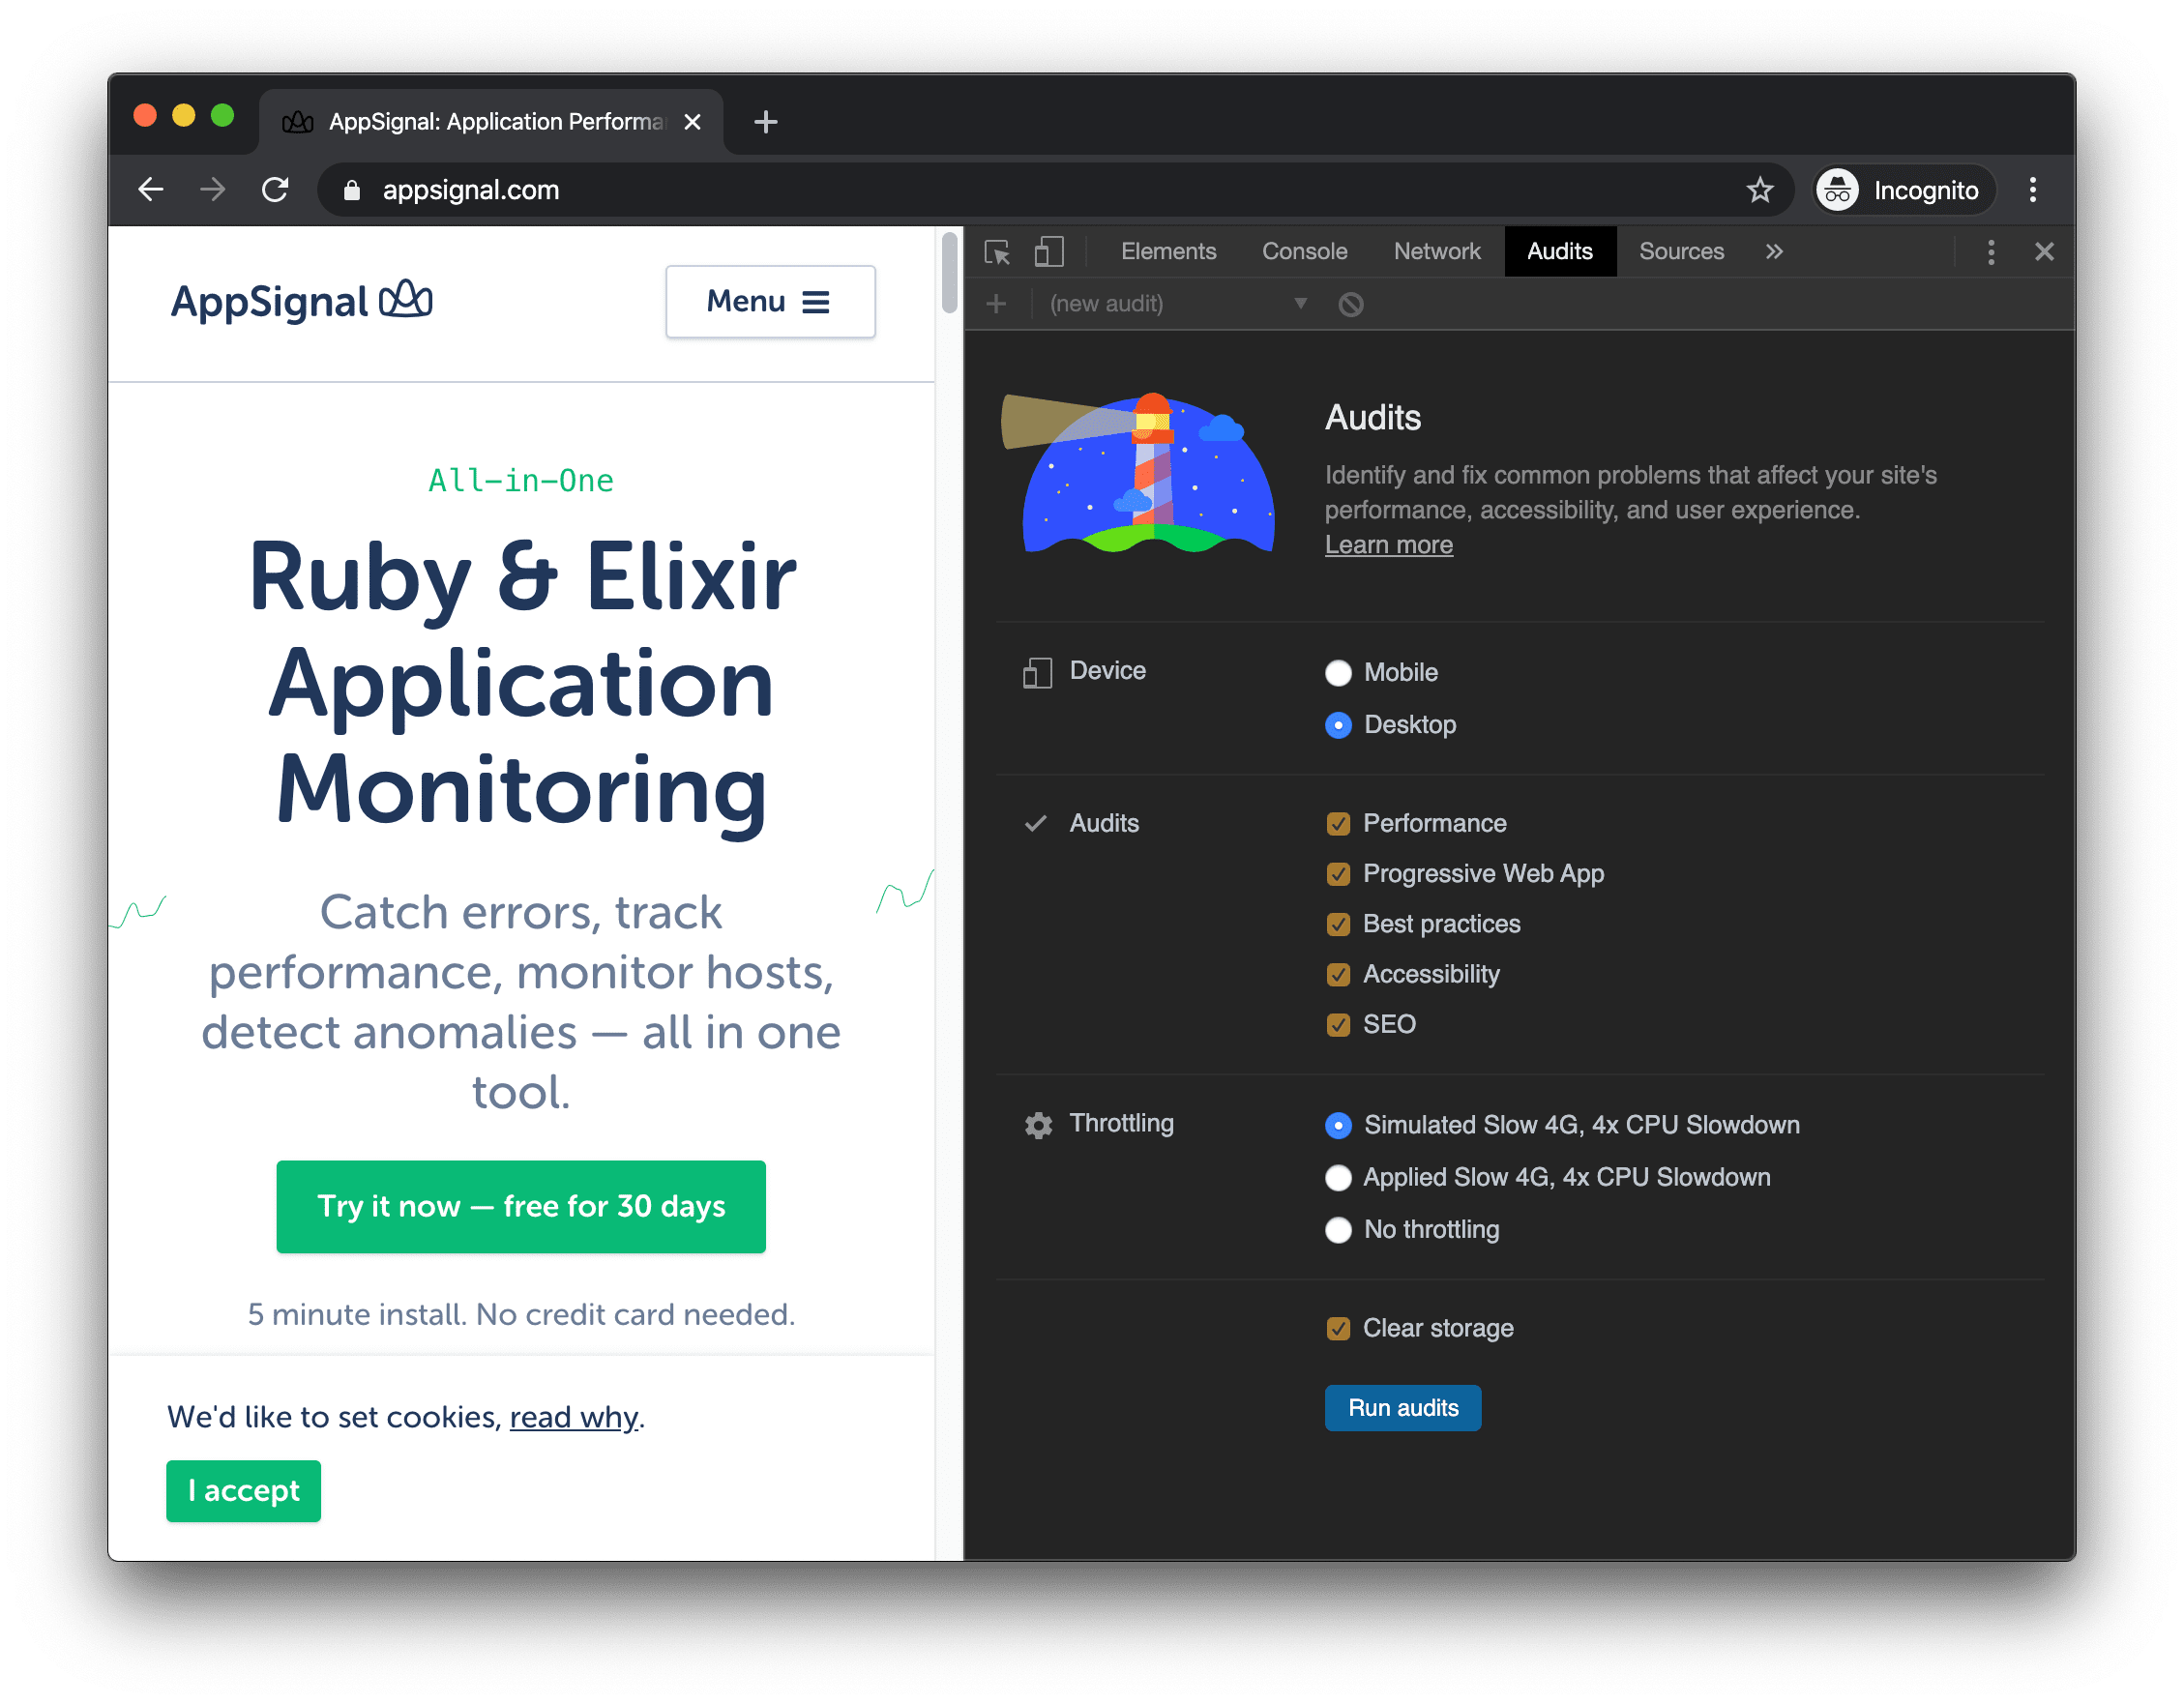 AppSignal: Application Performa
appsignal.com
Incognito
AppSignal
Menu
All-in-One
Ruby & Elixir
Application
Monitoring
Catch errors, track
performance, monitor hosts,
detect anomalies — all in one
tool.
Try it now — free for 30 days
5 minute install. No credit card needed.
We'd like to set cookies, read why.
I accept
Elements Console Network Audits Sources »
(new audit)
Audits
Identify and fix common problems that affect your site's
performance, accessibility, and user experience.
Learn more
Device
Mobile
Desktop
Audits
Performance
Progressive Web App
Best practices
Accessibility
SEO
Throttling
Simulated Slow 4G, 4x CPU Slowdown
Applied Slow 4G, 4x CPU Slowdown
No throttling
Clear storage
Run audits